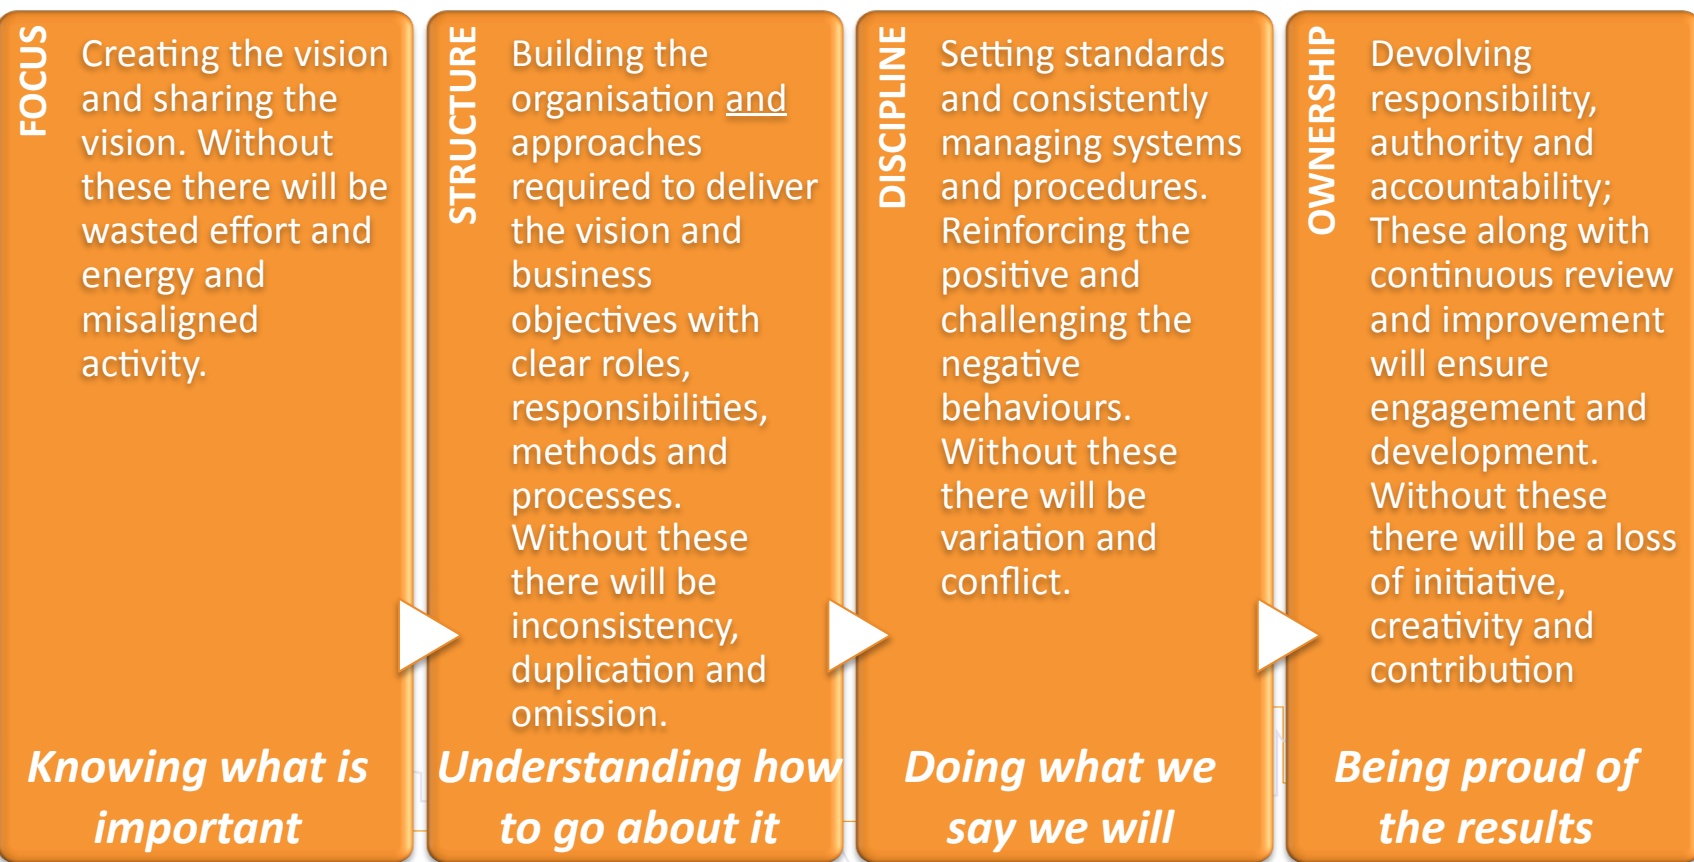 FOCUS
Creating the vision
and sharing the
vision. Without
these there will be
wasted effort and
energy and
misaligned
activity.
Knowing what is
important
STRUCTURE
Building the
organisation and
approaches
required to deliver
the vision and
business
objectives with
clear roles,
responsibilities,
methods and
processes.
Without these
there will be
inconsistency,
duplication and
omission.
Understanding how
to go about it
DISCIPLINE
Setting standards
and consistently
managing systems
and procedures.
Reinforcing the
positive and
challenging the
negative
behaviours.
Without these
there will be
variation and
conflict.
Doing what we
say we will
OWNERSHIP
Devolving
responsibility,
authority and
accountability;
These along with
continuous review
and improvement
will ensure
engagement and
development.
Without these
there will be a loss
of initiative,
creativity and
contribution
Being proud of
the results